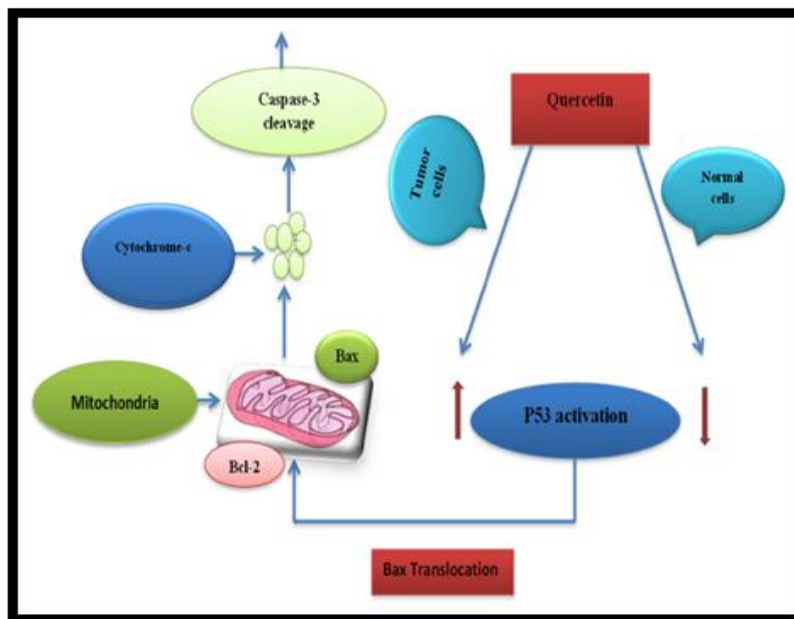 Caspase-3
cleavage
Quercetin
Tumor
cells
Normal
cells
Cytochrome-c
Bax
Mitochondria
P53 activation
Bcl-2
Bax Translocation